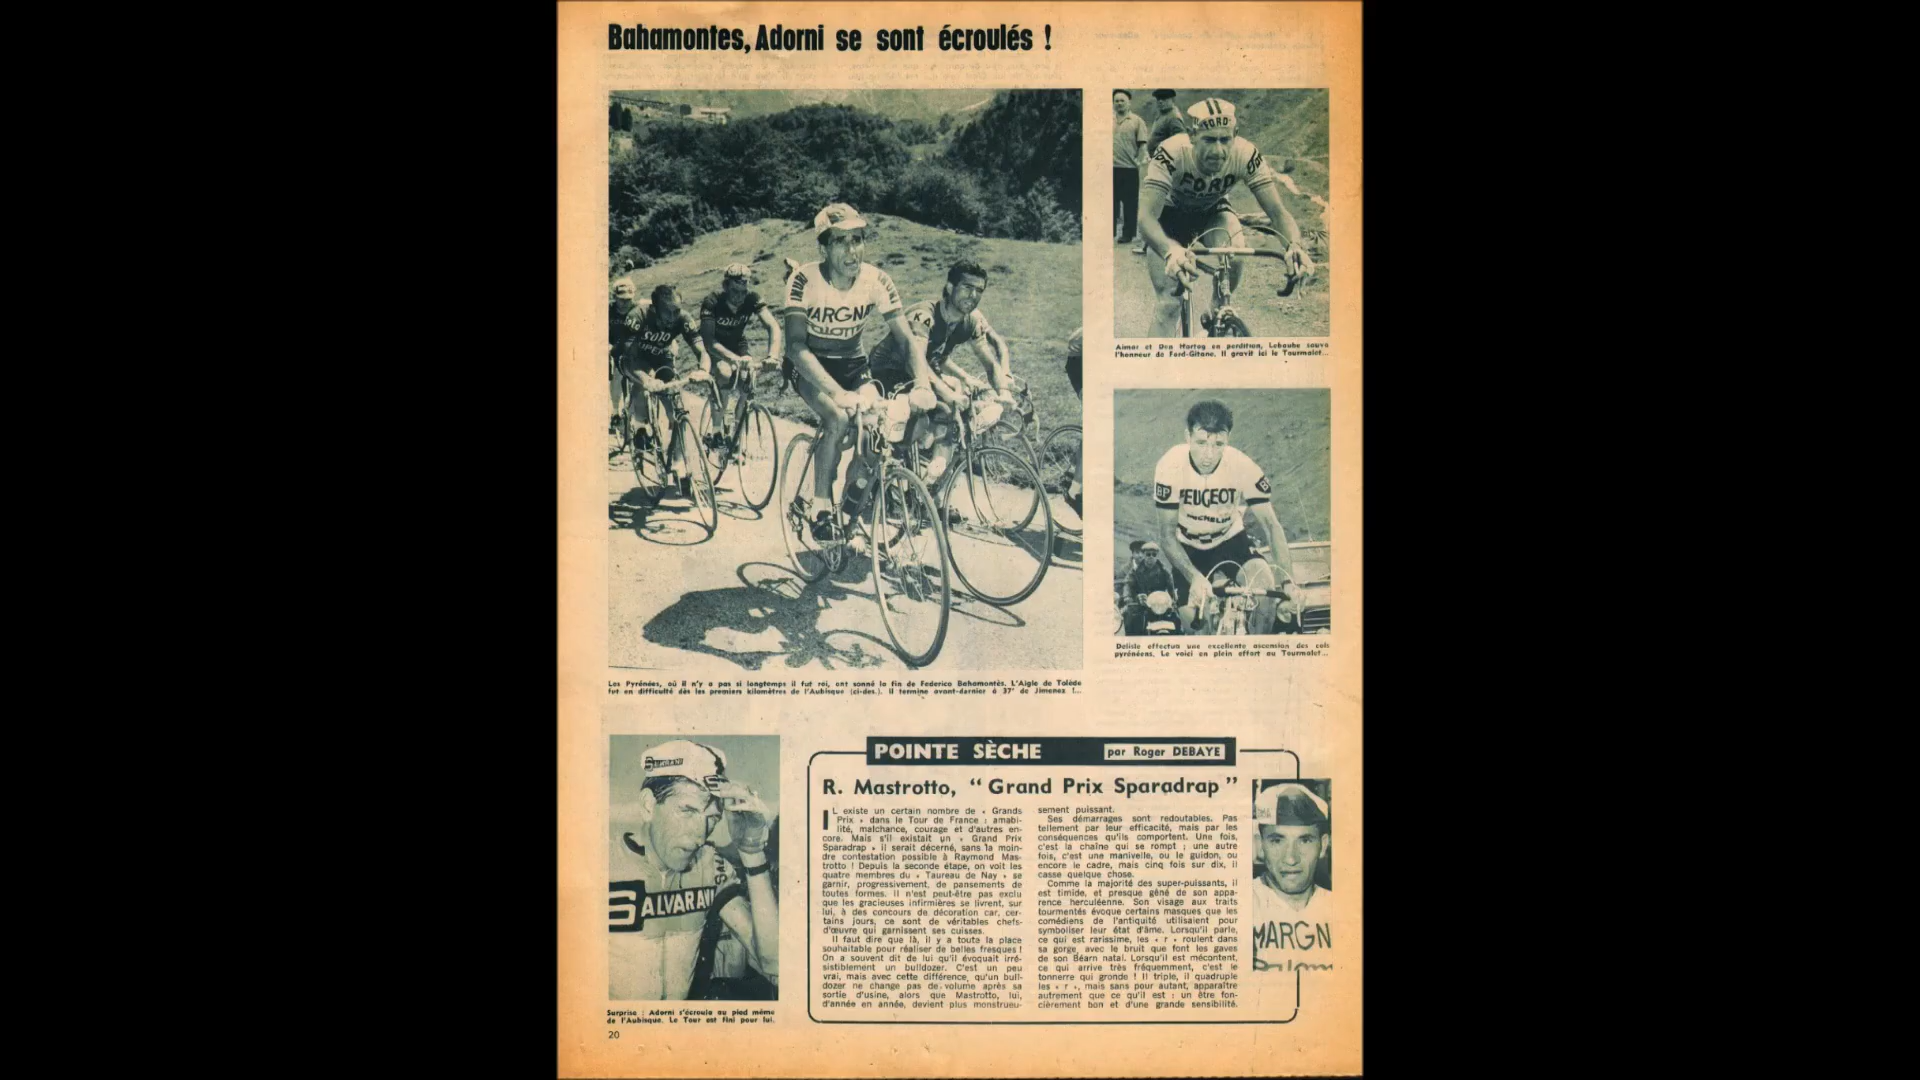 Bahamontes, Adorni se sont écroulés !
FORD
Ford
FORD
Aimar et Den Hartog en perdition, Lebaube sauve
l'honneur de Ford-Gitane. Il gravit ici le Tourmalet...
MARGNA
PALOMA
INURI
KA
SOLO
BP
PEUGEOT
MICHELIN
BP
Delisle effectua une excellente ascension des cols
pyrénéens. Le voici en plein effort au Tourmalet...
Les Pyrénées, où il n'y a pas si longtemps il fut roi, ont sonné la fin de Federico Bahamontès. L'Aigle de Tolède
fut en difficulté dès les premiers kilomètres de l'Aubisque (ci-des.). Il termine avant-dernier à 37' de Jimenez !...
SALVARANI
SALVARANI
Surprise : Adorni s'écroule au pied même
de l'Aubisque. Le Tour est fini pour lui.
20
POINTE SÈCHE par Roger DEBAYE
R. Mastrotto, “ Grand Prix Sparadrap ”
IL existe un certain nombre de « Grands
Prix » dans le Tour de France : amabi-
lité, malchance, courage et d'autres en-
core. Mais s'il existait un « Grand Prix
Sparadrap » il serait décerné, sans la moin-
dre contestation possible à Raymond Mas-
trotto ! Depuis la seconde étape, on voit les
quatre membres du « Taureau de Nay » se
garnir, progressivement, de pansements de
toutes formes. Il n'est peut-être pas exclu
que les gracieuses infirmières se livrent, sur
lui, à des concours de décoration car, cer-
tains jours, ce sont de véritables chefs-
d'œuvre qui garnissent ses cuisses.
Il faut dire que là, il y a toute la place
souhaitable pour réaliser de belles fresques !
On a souvent dit de lui qu'il évoquait irré-
sistiblement un bulldozer. C'est un peu
vrai, mais avec cette différence, qu'un bull-
dozer ne change pas de volume après sa
sortie d'usine, alors que Mastrotto, lui,
d'année en année, devient plus monstrueu-
sement puissant.
Ses démarrages sont redoutables. Pas
tellement par leur efficacité, mais par les
conséquences qu'ils comportent. Une fois,
c'est la chaîne qui se rompt ; une autre
fois, c'est une manivelle, ou le guidon, ou
encore le cadre, mais cinq fois sur dix, il
casse quelque chose.
Comme la majorité des super-puissants, il
est timide, et presque gêné de son appa-
rence herculéenne. Son visage aux traits
tourmentés évoque certains masques que les
comédiens de l'antiquité utilisaient pour
symboliser leur état d'âme. Lorsqu'il parle,
ce qui est rarissime, les « r » roulent dans
sa gorge, avec le bruit que font les gaves
de son Béarn natal. Lorsqu'il est mécontent,
ce qui arrive très fréquemment, c'est le
tonnerre qui gronde ! Il triple, il quadruple
les « r », mais sans pour autant, apparaître
autrement que ce qu'il est : un être fon-
cièrement bon et d'une grande sensibilité.
MARGN